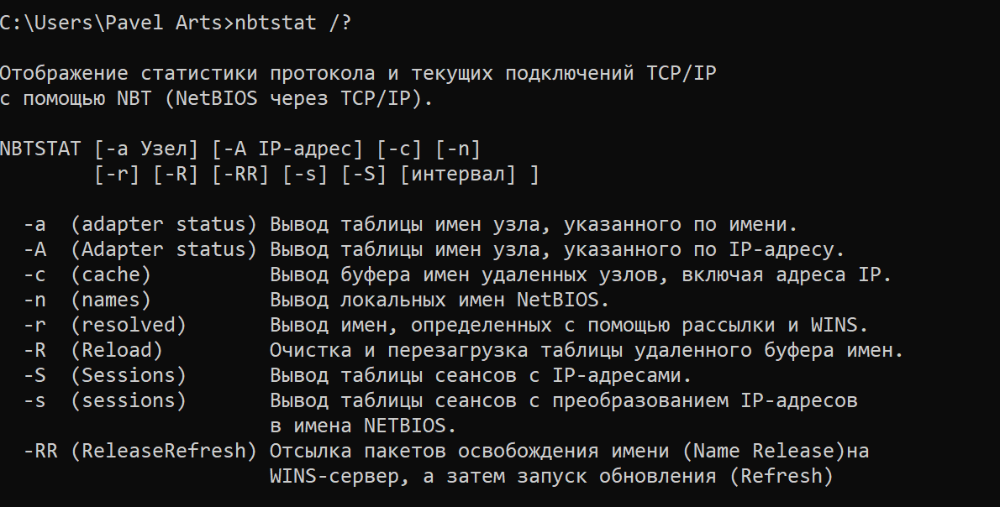 C:\Users\Pavel Arts>nbtstat /?
Отображение статистики протокола и текущих подключений TCP/IP
с помощью NBT (NetBIOS через TCP/IP).
NBTSTAT [-a Узел] [-A IP-адрес] [-c] [-n]
        [-r] [-R] [-RR] [-s] [-S] [интервал] ]
  -a  (adapter status) Вывод таблицы имен узла, указанного по имени.
  -A  (Adapter status) Вывод таблицы имен узла, указанного по IP-адресу.
  -c  (cache)          Вывод буфера имен удаленных узлов, включая адреса IP.
  -n  (names)          Вывод локальных имен NetBIOS.
  -r  (resolved)       Вывод имен, определенных с помощью рассылки и WINS.
  -R  (Reload)         Очистка и перезагрузка таблицы удаленного буфера имен.
  -S  (Sessions)       Вывод таблицы сеансов с IP-адресами.
  -s  (sessions)       Вывод таблицы сеансов с преобразованием IP-адресов
                       в имена NETBIOS.
  -RR (ReleaseRefresh) Отсылка пакетов освобождения имени (Name Release)на
                       WINS-сервер, а затем запуск обновления (Refresh)